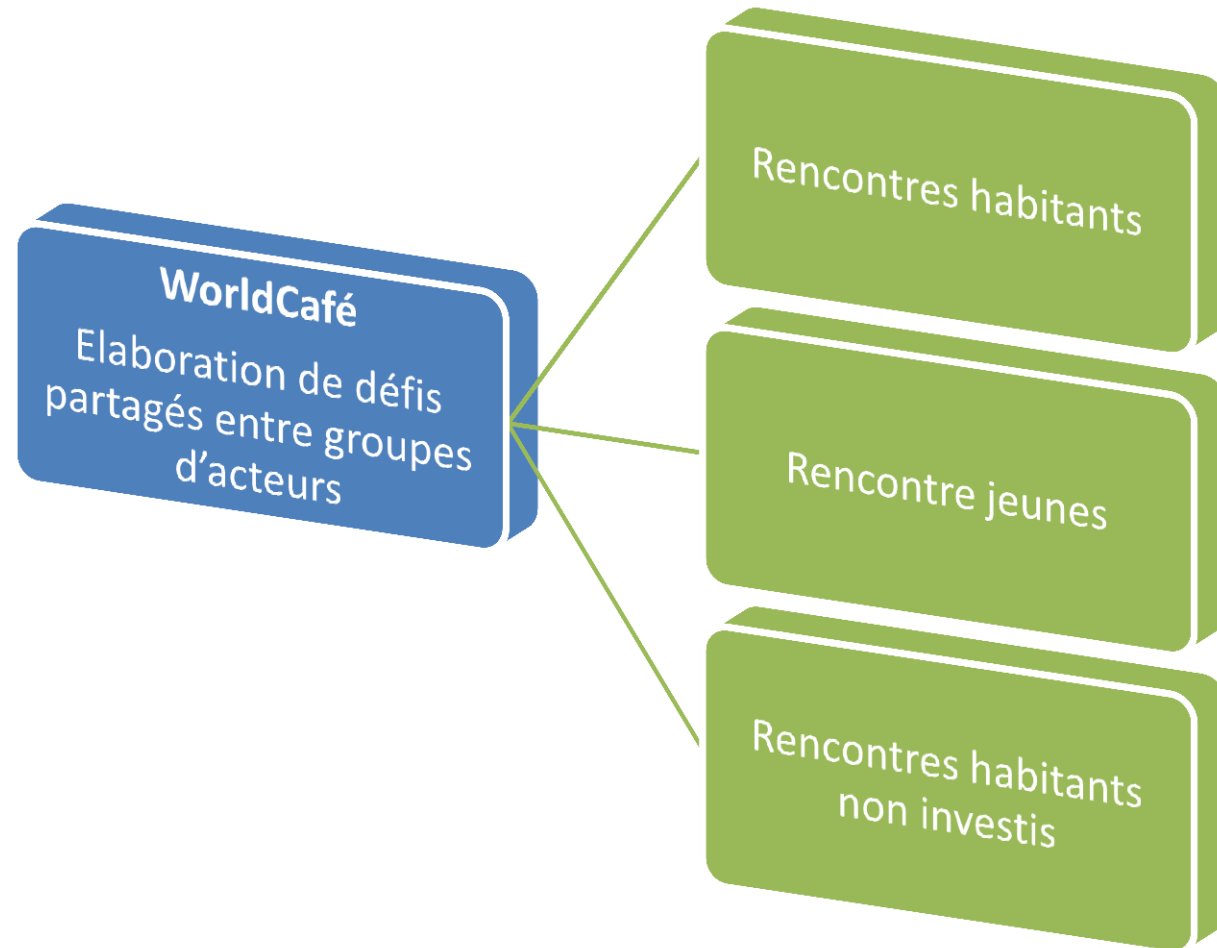 WorldCafé
Elaboration de défis
partagés entre groupes
d’acteurs
Rencontres habitants
Rencontre jeunes
Rencontres habitants
non investis